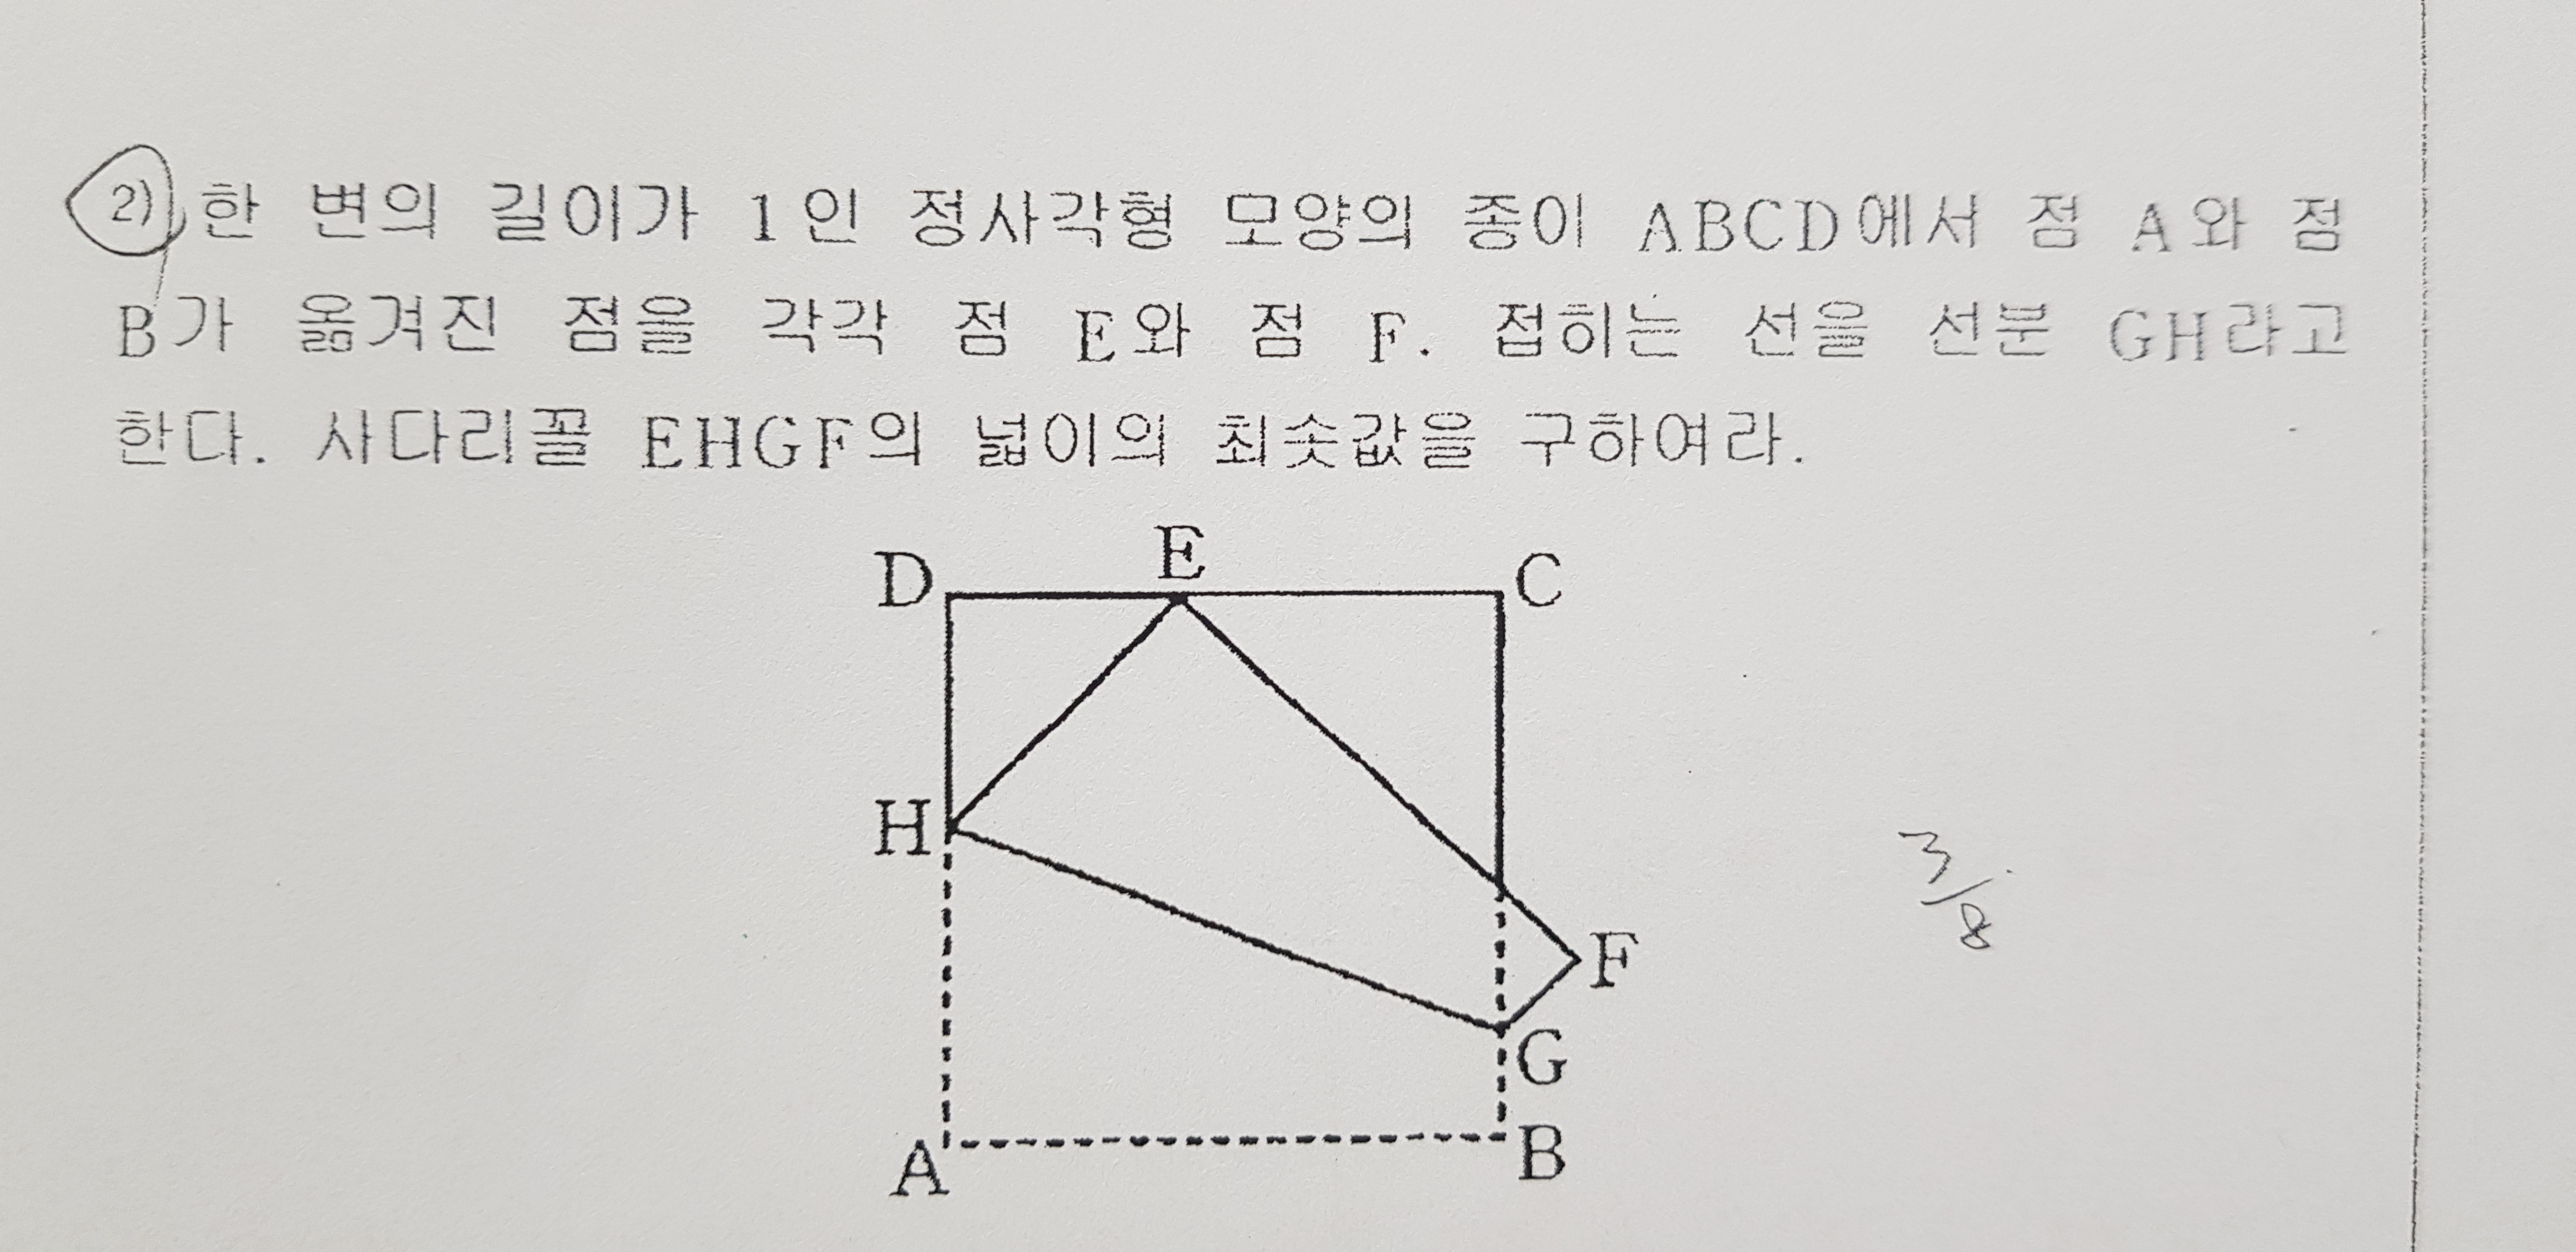 2) 한 변의 길이가 1인 정사각형 모양의 종이 ABCD에서 점 A와 점
B가 옮겨진 점을 각각 점 E와 점 F. 접히는 선을 선분 GH라고
한다. 사다리꼴 EHGF의 넓이의 최솟값을 구하여라.
D E C
H
3/8
F
G
A B